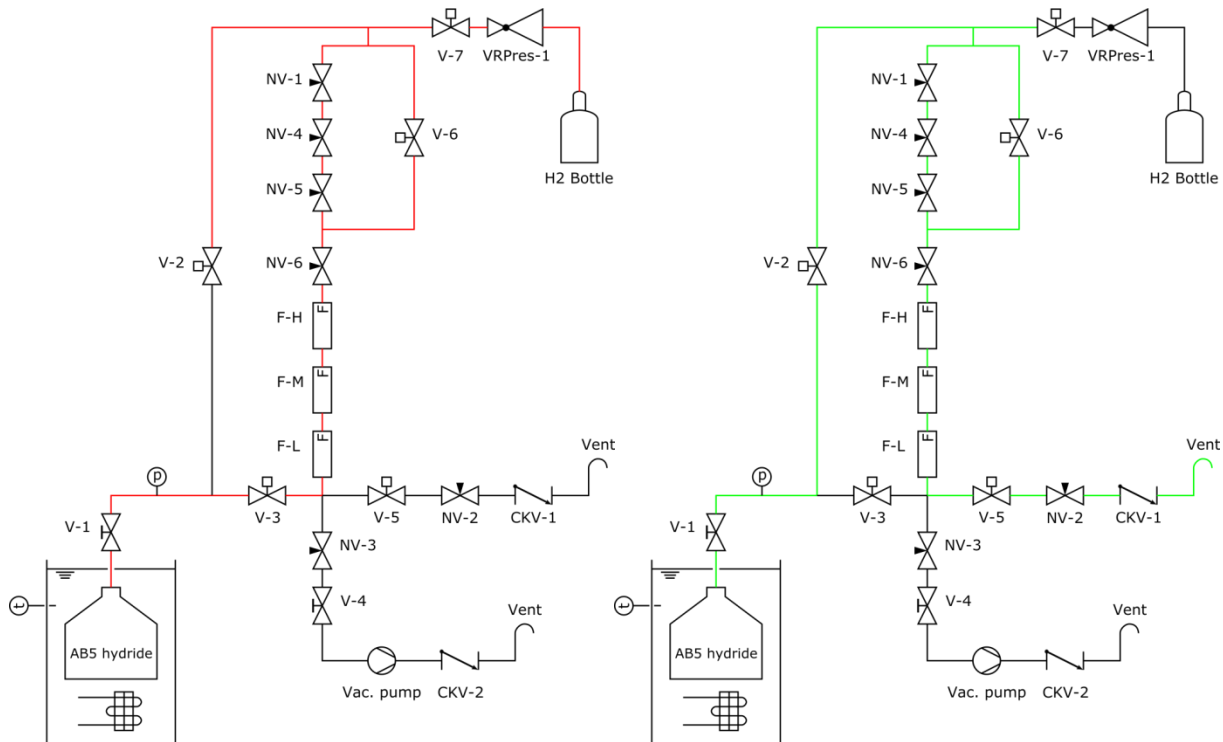 V-7
VRPres-1
NV-1
NV-4
V-6
NV-5
H2 Bottle
V-2
NV-6
F-H
F
F-M
F
F-L
F
Vent
p
V-3
V-5
NV-2
CKV-1
V-1
NV-3
t
V-4
Vent
AB5 hydride
Vac. pump
CKV-2
V-7
VRPres-1
NV-1
NV-4
V-6
NV-5
H2 Bottle
V-2
NV-6
F-H
F
F-M
F
F-L
F
Vent
p
V-3
V-5
NV-2
CKV-1
V-1
NV-3
t
V-4
Vent
AB5 hydride
Vac. pump
CKV-2